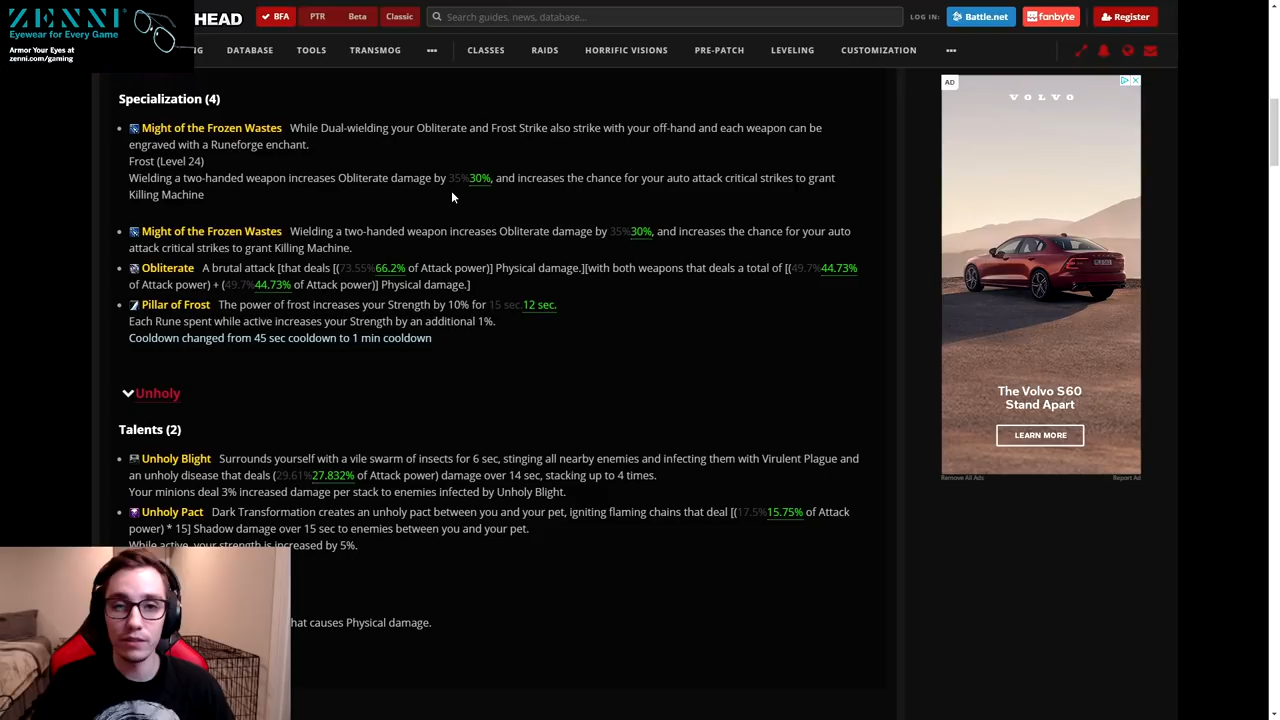 ZENNI
Eyewear for Every Game
Armor Your Eyes at
zenni.com/gaming
HEAD
BFA
PTR
Beta
Classic
Search guides, news, database...
LOG IN:
Battle.net
fanbyte
Register
NG
DATABASE
TOOLS
TRANSMOG
CLASSES
RAIDS
HORRIFIC VISIONS
PRE-PATCH
LEVELING
CUSTOMIZATION
Specialization (4)
Might of the Frozen Wastes While Dual-wielding your Obliterate and Frost Strike also strike with your off-hand and each weapon can be
engraved with a Runeforge enchant.
Frost (Level 24)
Wielding a two-handed weapon increases Obliterate damage by 35%30%, and increases the chance for your auto attack critical strikes to grant
Killing Machine
Might of the Frozen Wastes Wielding a two-handed weapon increases Obliterate damage by 35%30%, and increases the chance for your auto
attack critical strikes to grant Killing Machine.
Obliterate A brutal attack [that deals [(73.55%66.2% of Attack power)] Physical damage.][with both weapons that deals a total of [(49.7%44.73%
of Attack power) + (49.7%44.73% of Attack power)] Physical damage.]
Pillar of Frost The power of frost increases your Strength by 10% for 15 sec.12 sec.
Each Rune spent while active increases your Strength by an additional 1%.
Cooldown changed from 45 sec cooldown to 1 min cooldown
Unholy
Talents (2)
Unholy Blight Surrounds yourself with a vile swarm of insects for 6 sec, stinging all nearby enemies and infecting them with Virulent Plague and
an unholy disease that deals (29.61%27.832% of Attack power) damage over 14 sec, stacking up to 4 times.
Your minions deal 3% increased damage per stack to enemies infected by Unholy Blight.
Unholy Pact Dark Transformation creates an unholy pact between you and your pet, igniting flaming chains that deal [(17.5%15.75% of Attack
power) * 15] Shadow damage over 15 sec to enemies between you and your pet.
While active, your strength is increased by 5%.
hat causes Physical damage.
AD
VOLVO
The Volvo S60
Stand Apart
LEARN MORE
Remove All Ads
Report Ad